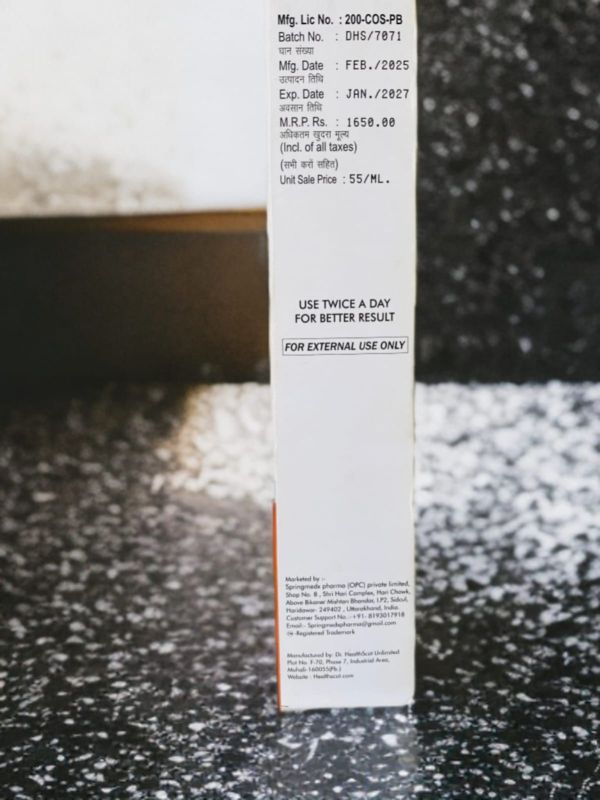 Mfg. Lic No. : 200-COS-PB
Batch No. : DHS/7071
घान संख्या
Mfg. Date : FEB./2025
उत्पादन तिथि
Exp. Date : JAN./2027
अवसान तिथि
M.R.P. Rs. : 1650.00
अधिकतम खुदरा मूल्य
(Incl. of all taxes)
(सभी करों सहित)
Unit Sale Price : 55/ML.
USE TWICE A DAY
FOR BETTER RESULT
FOR EXTERNAL USE ONLY
Marketed by :-
Springmedx pharma (OPC) private limited,
Shop No. 8 , Shri Hari Complex, Hari Chowk,
Above Bikaner Mishtan Bhandar, I.P2, Sidcul,
Haridawar- 249402 , Uttarakhand, India.
Customer Support No.:-+91- 8193017918
Email:- Springmedxpharma@gmail.com
-Registered Trademark
Manufactured by: Dr. HealthScot Unlimited
Plot No. F-70, Phase 7, Industrial Area,
Mohali-160055(Pb.)
Website : Healthscot.com